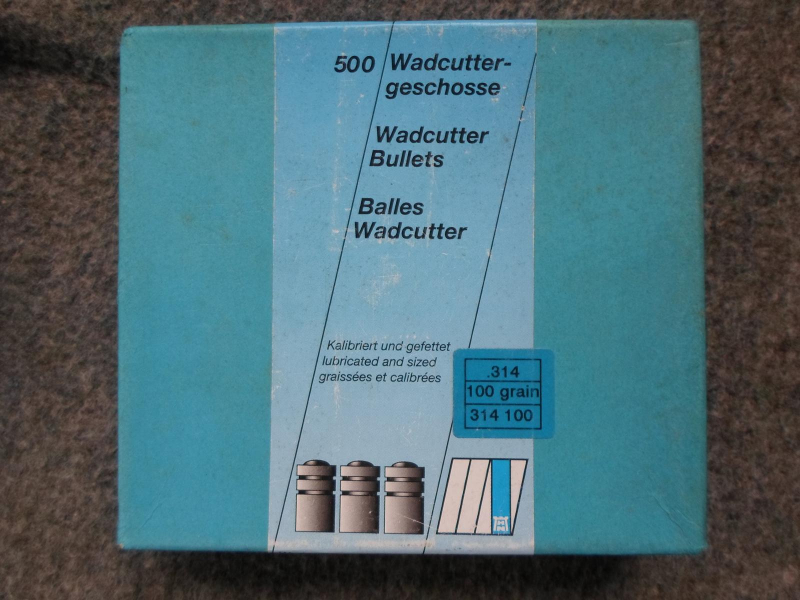 500 Wadcutter-
geschosse
Wadcutter
Bullets
Balles
Wadcutter
Kalibriert und gefettet
lubricated and sized
graissées et calibrées
.314
100 grain
314 100